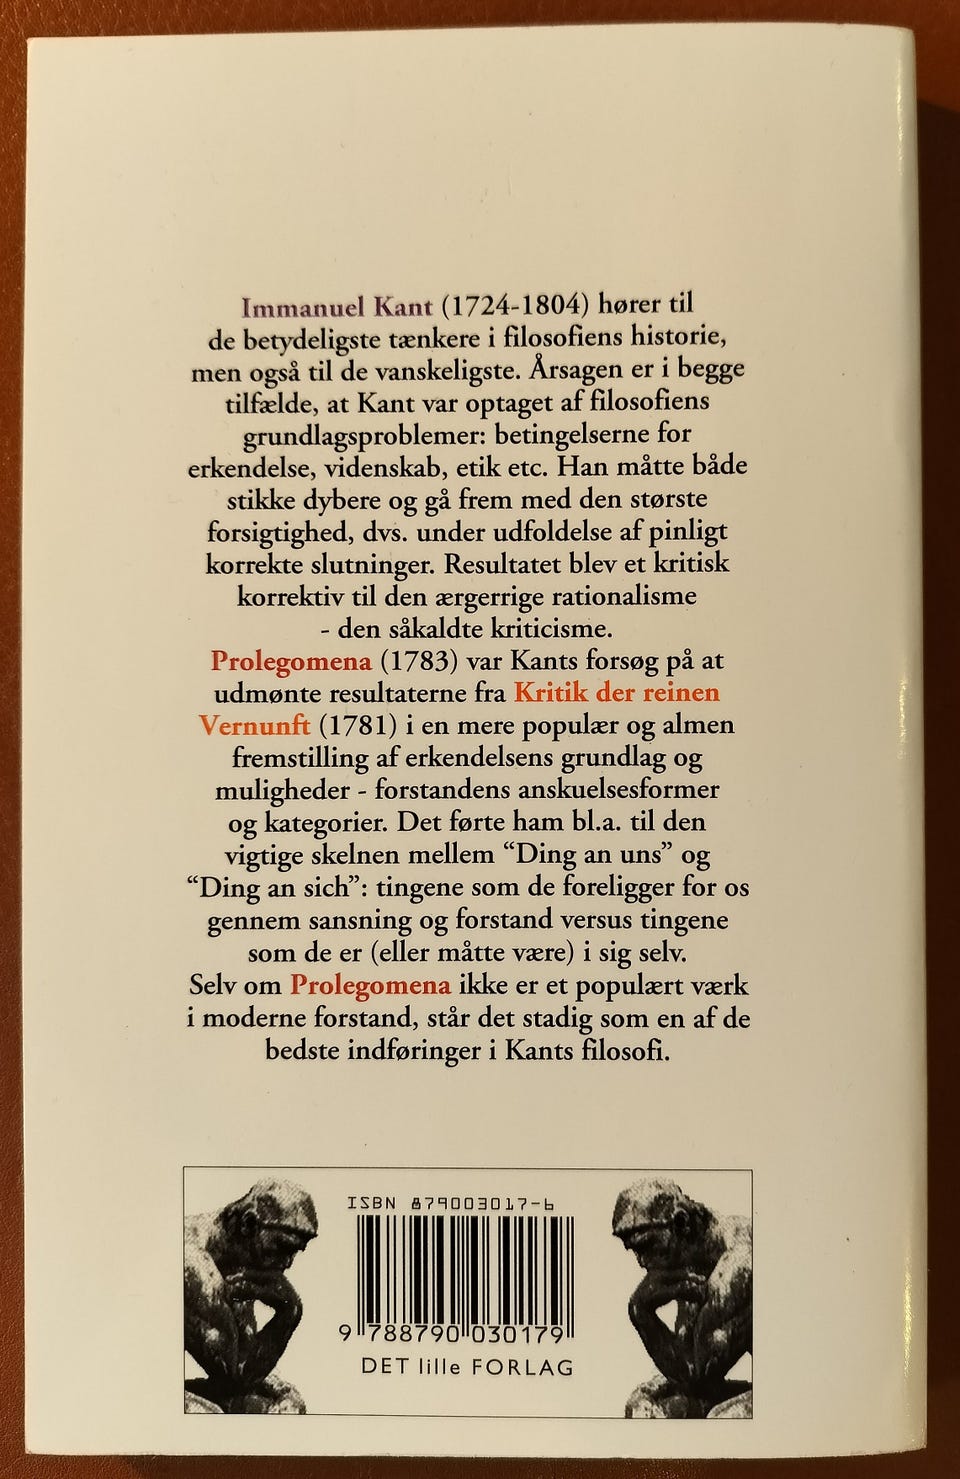 Immanuel Kant (1724-1804) hører til
de betydeligste tænkere i filosofiens historie,
men også til de vanskeligste. Årsagen er i begge
tilfælde, at Kant var optaget af filosofiens
grundlagsproblemer: betingelserne for
erkendelse, videnskab, etik etc. Han måtte både
stikke dybere og gå frem med den største
forsigtighed, dvs. under udfoldelse af pinligt
korrekte slutninger. Resultatet blev et kritisk
korrektiv til den ærgerrige rationalisme
- den såkaldte kriticisme.
Prolegomena (1783) var Kants forsøg på at
udmønte resultaterne fra Kritik der reinen
Vernunft (1781) i en mere populær og almen
fremstilling af erkendelsens grundlag og
muligheder - forstandens anskuelsesformer
og kategorier. Det førte ham bl.a. til den
vigtige skelnen mellem “Ding an uns” og
“Ding an sich”: tingene som de foreligger for os
gennem sansning og forstand versus tingene
som de er (eller måtte være) i sig selv.
Selv om Prolegomena ikke er et populært værk
i moderne forstand, står det stadig som en af de
bedste indføringer i Kants filosofi.
ISBN 879003017-6
9 788790 030179
DET lille FORLAG